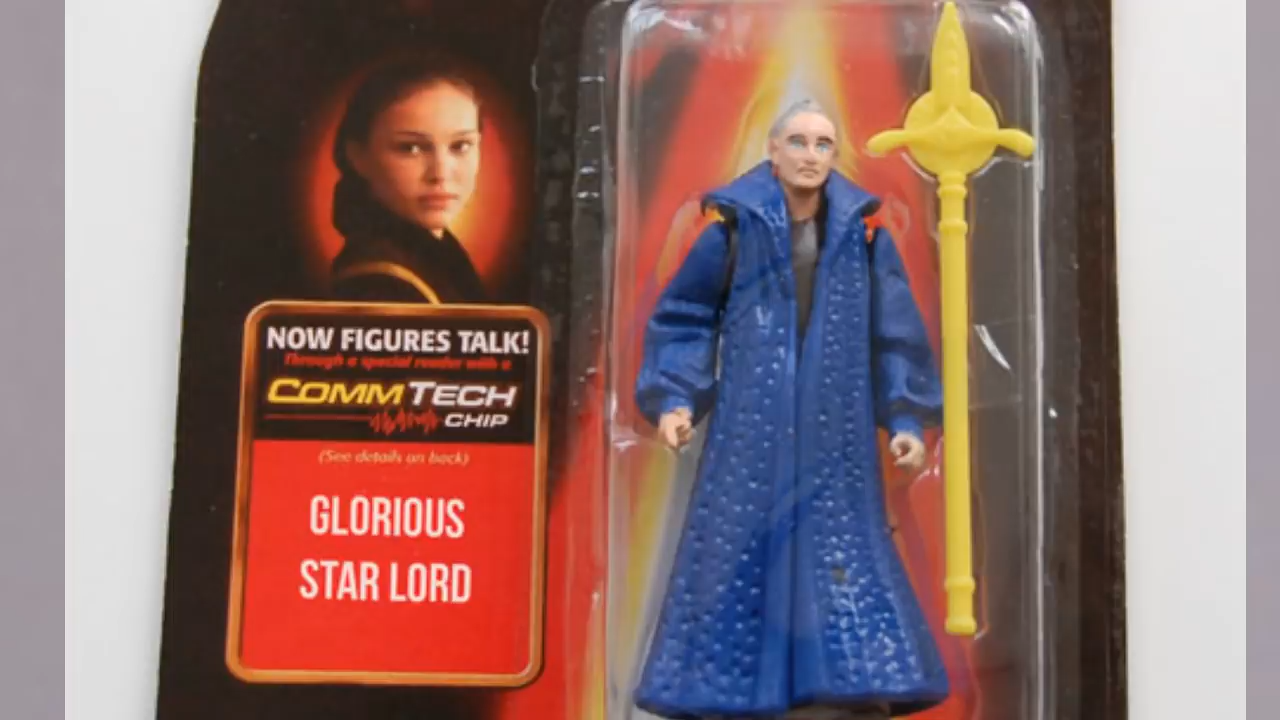 NOW FIGURES TALK!
Through a special reader with a
COMMTECH
CHIP
(See details on back)
GLORIOUS
STAR LORD